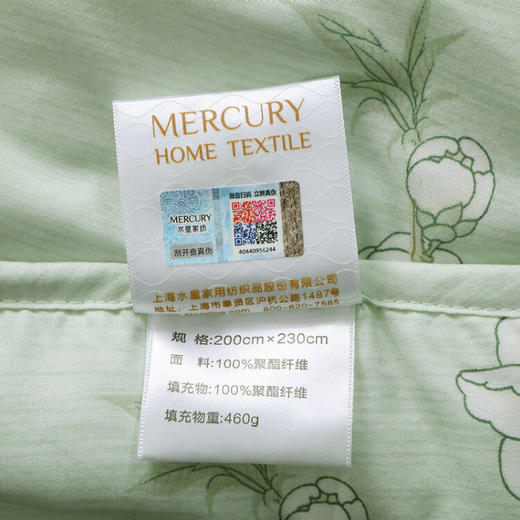 MERCURY
HOME TEXTILE
微信扫码 立辨真伪
MERCURY
水星家纺
刮开查真伪
40440956244
上海水星家用纺织品股份有限公司
地址：上海市奉贤区沪杭公路1487号
800-820-7585
规 格:200cm×230cm
面 料:100%聚酯纤维
填充物:100%聚酯纤维
填充物重:460g